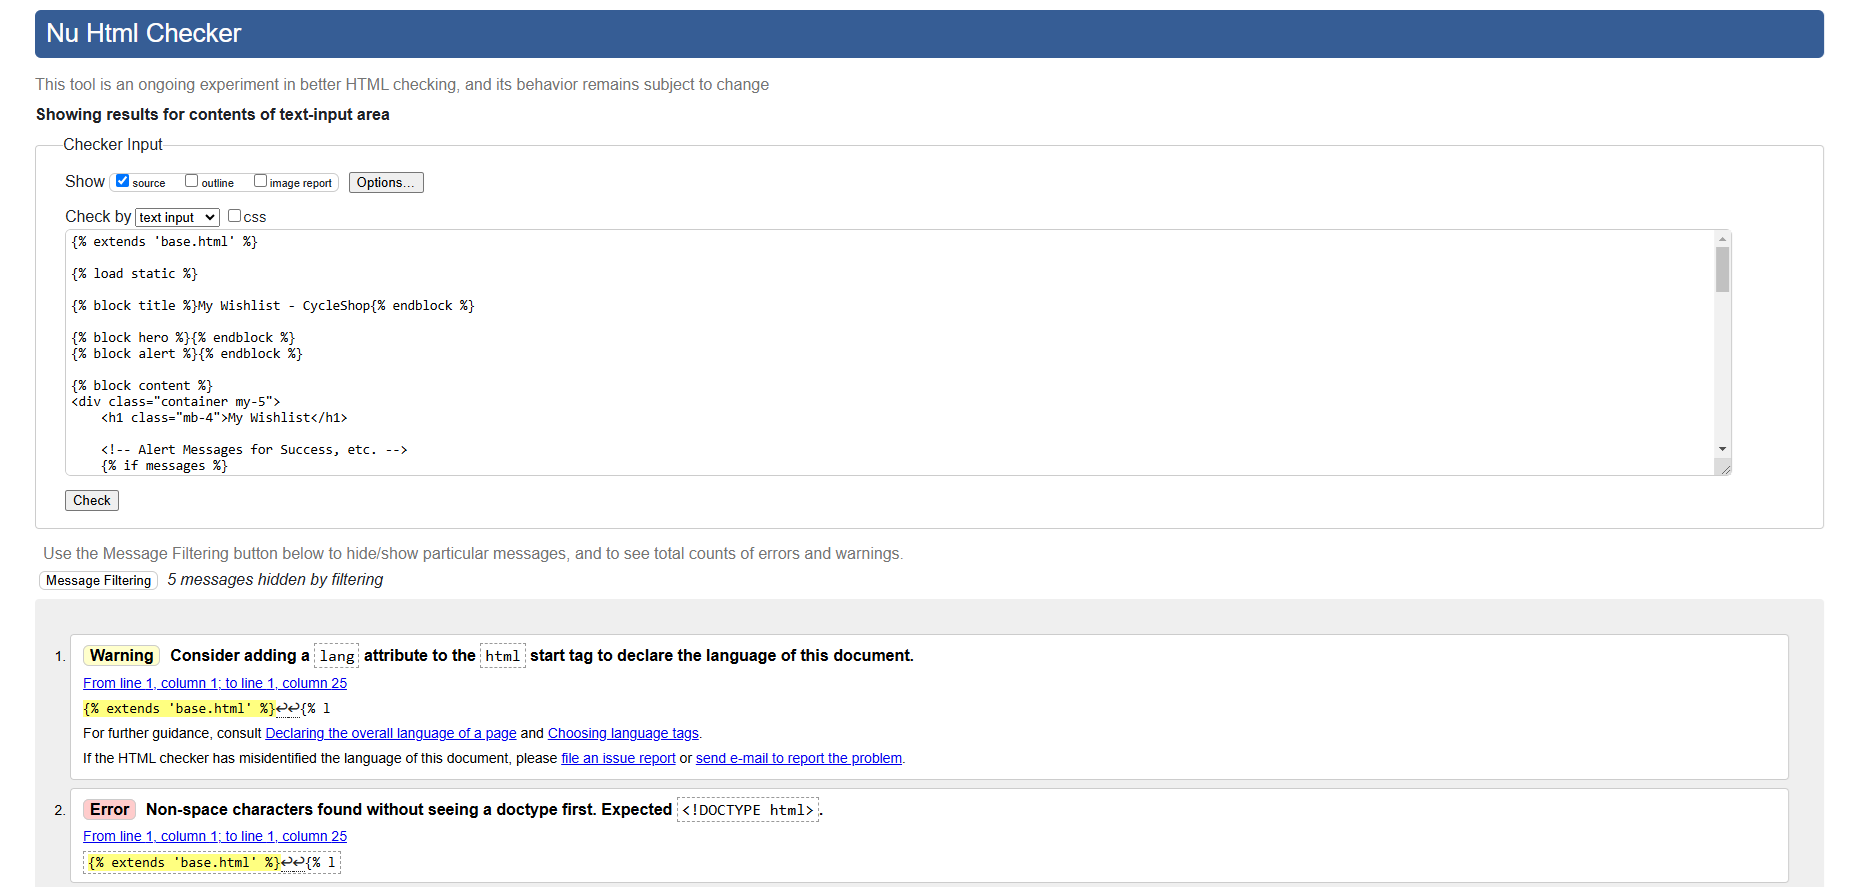 Nu Html Checker
This tool is an ongoing experiment in better HTML checking, and its behavior remains subject to change
Showing results for contents of text-input area
Checker Input
Show source outline image report Options...
Check by text input css
{% extends 'base.html' %}
{% load static %}
{% block title %}My Wishlist - CycleShop{% endblock %}
{% block hero %}{% endblock %}
{% block alert %}{% endblock %}
{% block content %}
<div class="container my-5">
<h1 class="mb-4">My Wishlist</h1>
<!-- Alert Messages for Success, etc. -->
{% if messages %}
Check
Use the Message Filtering button below to hide/show particular messages, and to see total counts of errors and warnings.
Message Filtering 5 messages hidden by filtering
1. Warning Consider adding a lang attribute to the html start tag to declare the language of this document.
From line 1, column 1; to line 1, column 25
{% extends 'base.html' %}↩↩{% l
For further guidance, consult Declaring the overall language of a page and Choosing language tags.
If the HTML checker has misidentified the language of this document, please file an issue report or send e-mail to report the problem.
2. Error Non-space characters found without seeing a doctype first. Expected <!DOCTYPE html>.
From line 1, column 1; to line 1, column 25
{% extends 'base.html' %}↩↩{% l